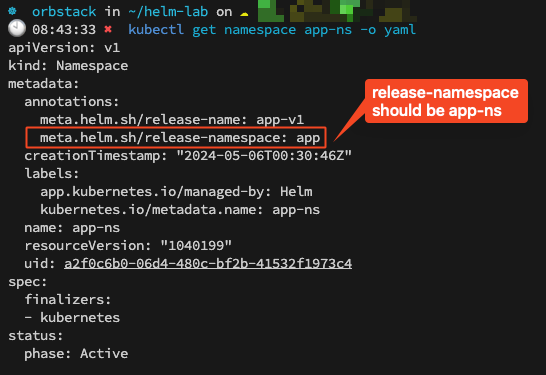 orbstack in ~/helm-lab on
08:43:33 ✖ kubectl get namespace app-ns -o yaml
apiVersion: v1
kind: Namespace
metadata:
  annotations:
    meta.helm.sh/release-name: app-v1
    meta.helm.sh/release-namespace: app
release-namespace
should be app-ns
  creationTimestamp: "2024-05-06T00:30:46Z"
  labels:
    app.kubernetes.io/managed-by: Helm
    kubernetes.io/metadata.name: app-ns
  name: app-ns
  resourceVersion: "1040199"
  uid: a2f0c6b0-06d4-480c-bf2b-41532f1973c4
spec:
  finalizers:
  - kubernetes
status:
  phase: Active